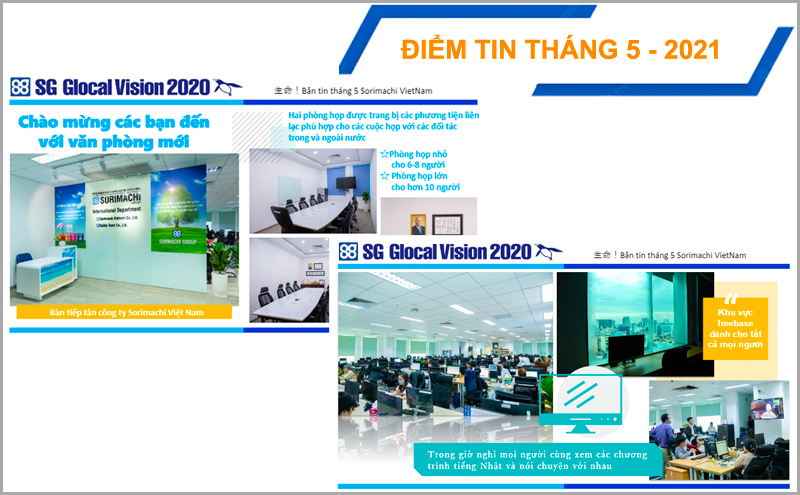 ĐIỂM TIN THÁNG 5 - 2021
SG Glocal Vision 2020
生命！Bản tin tháng 5 Sorimachi VietNam
Chào mừng các bạn đến
với văn phòng mới
Hai phòng họp được trang bị các phương tiện liên
lạc phù hợp cho các cuộc họp với các đối tác
trong và ngoài nước
Phòng họp nhỏ
cho 6-8 người
Phòng họp lớn
cho hơn 10 người
SORIMACHI
International Department
SORIMACHI GROUP
Bàn tiếp tân công ty Sorimachi Việt Nam
SG Glocal Vision 2020
生命！Bản tin tháng 5 Sorimachi VietNam
Khu vực
freebase
dành cho tất
cả mọi người
Trong giờ nghỉ mọi người cùng xem các chương
trình tiếng Nhật và nói chuyện với nhau